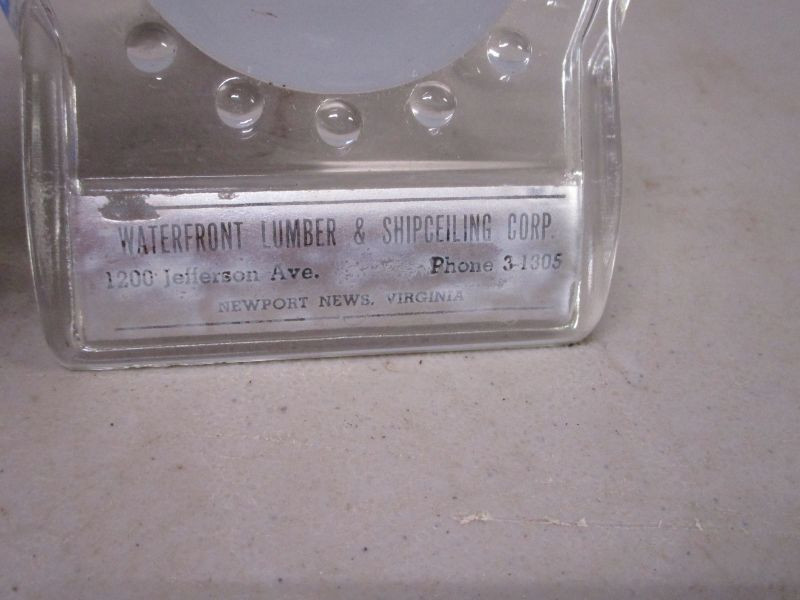 WATERFRONT LUMBER & SHIPCEILING CORP.
1200 Jefferson Ave. Phone 3-1305
NEWPORT NEWS, VIRGINIA